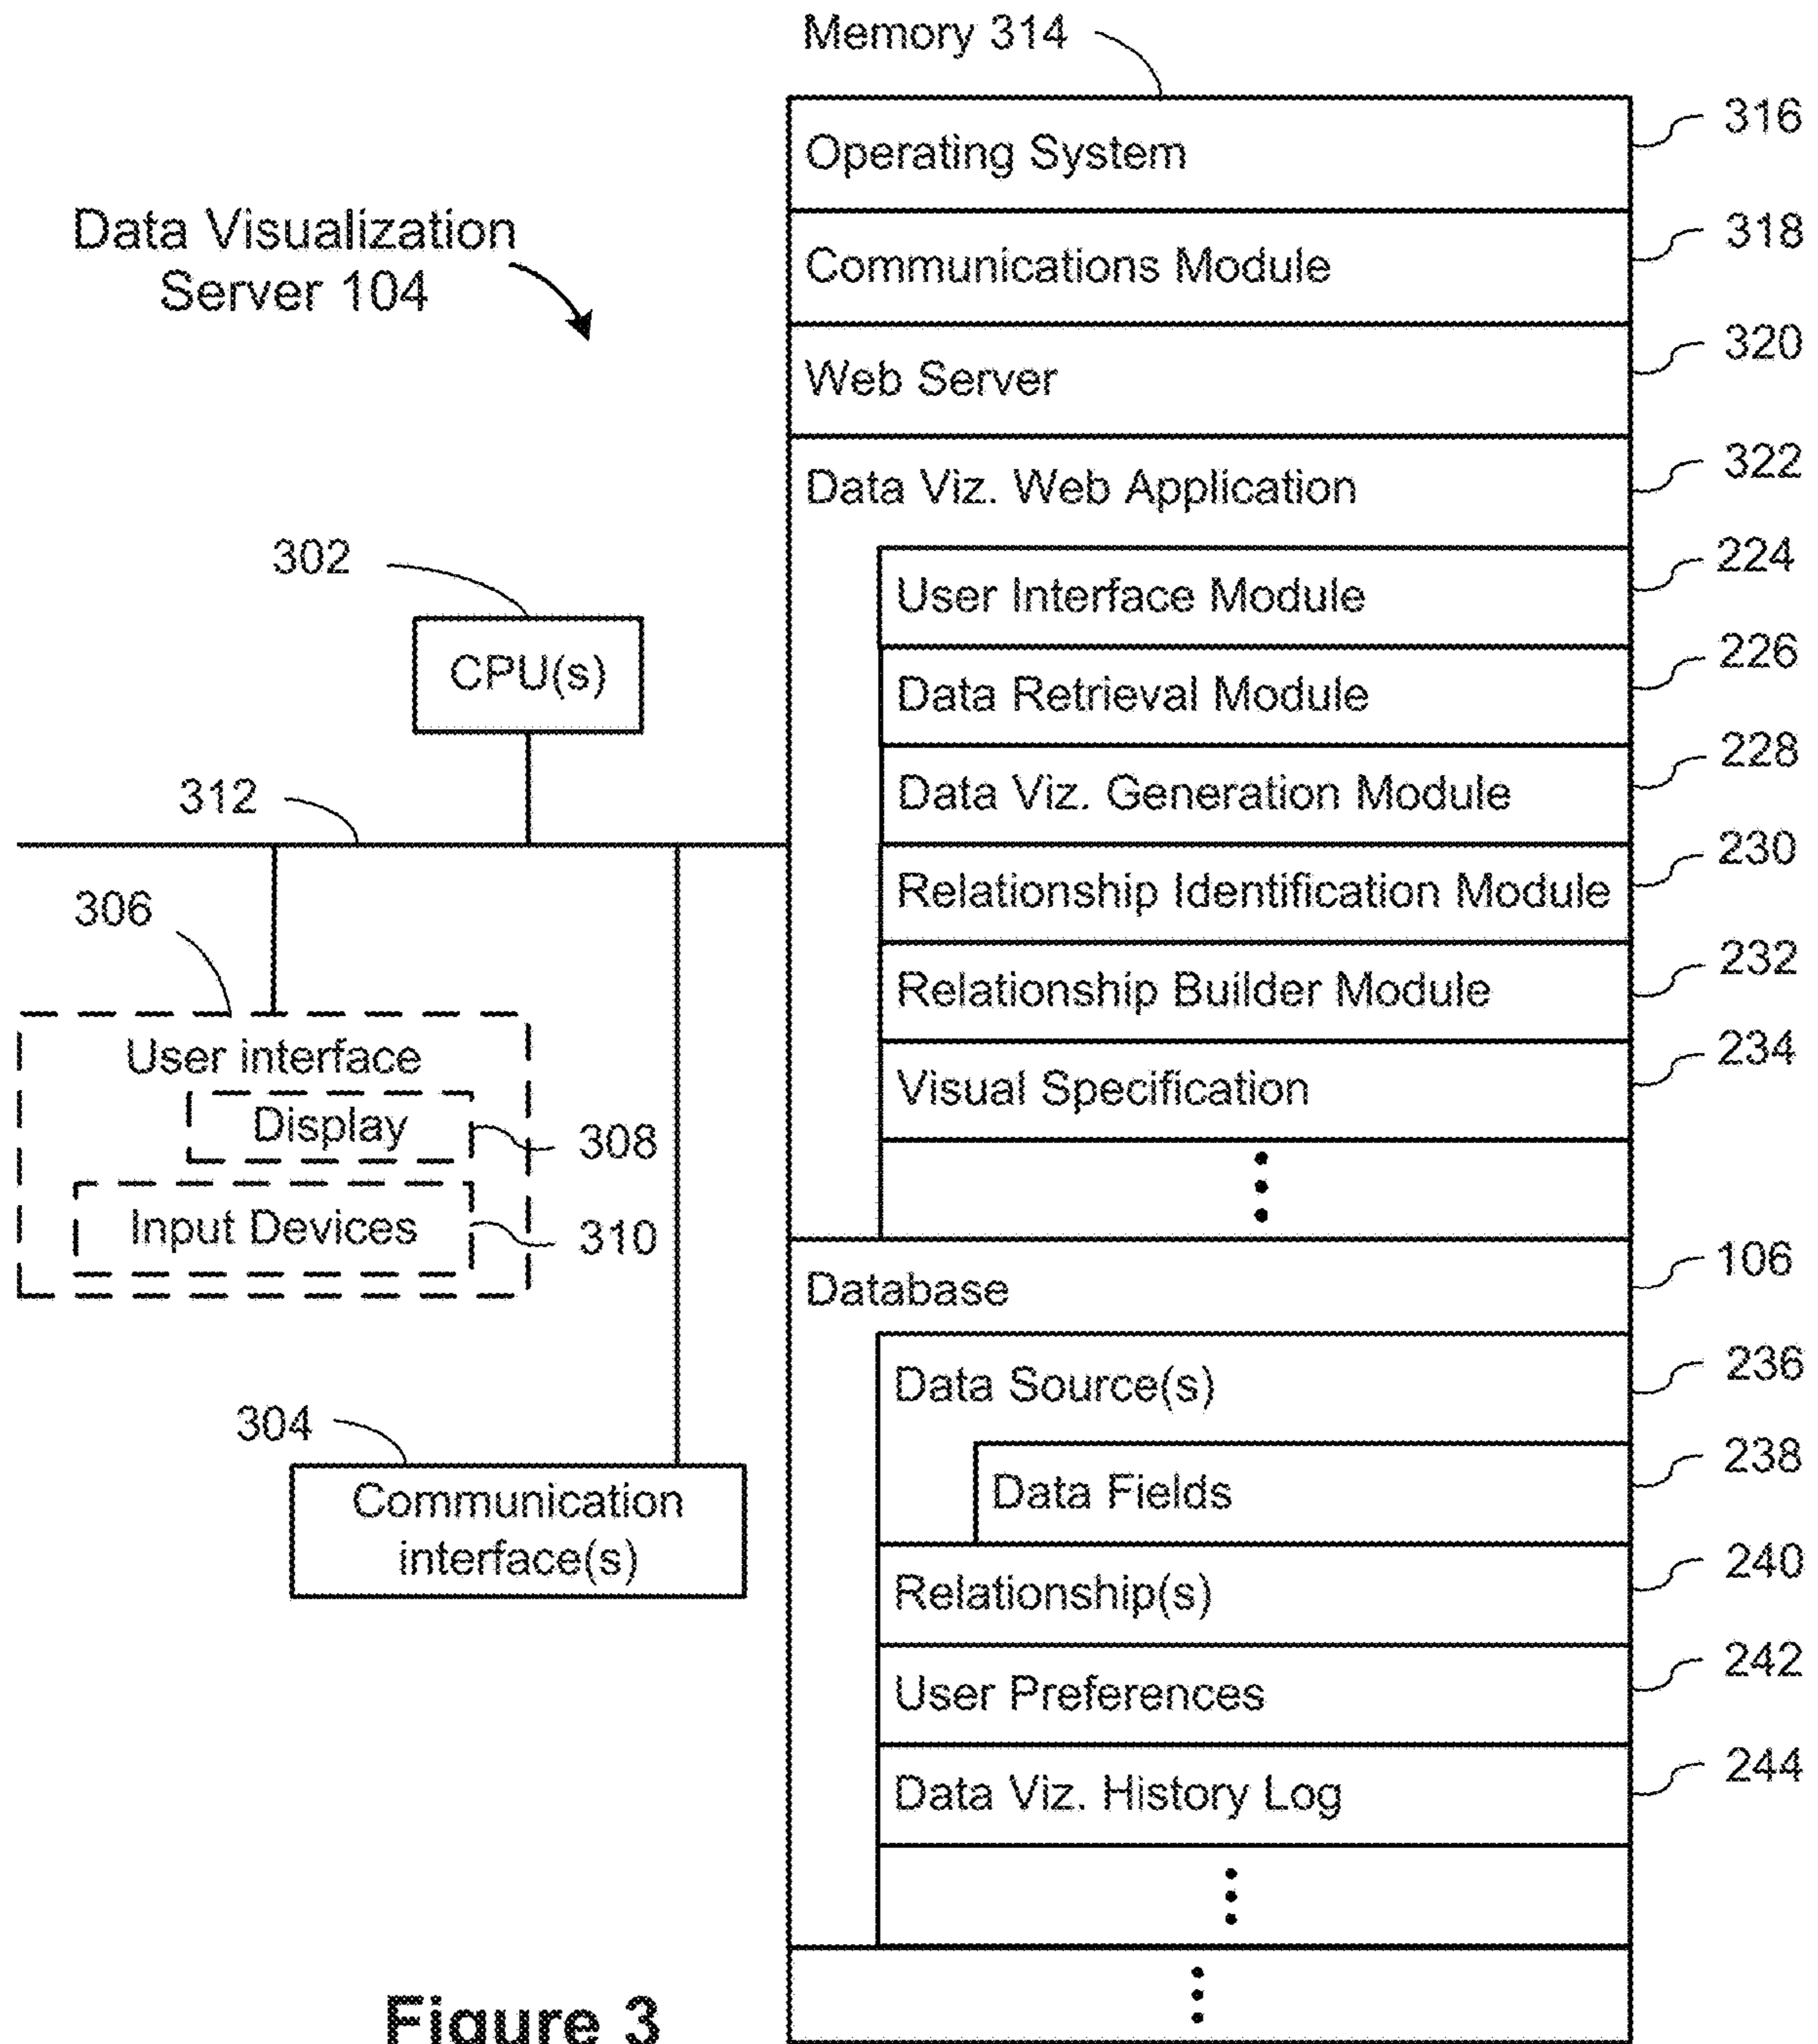 Memory 314
Operating System
316
Data Visualization
Server 104
Communications Module
318
Web Server
320
Data Viz. Web Application
322
User Interface Module
224
302
CPU(s)
Data Retrieval Module
226
Data Viz. Generation Module
228
312
Relationship Identification Module
230
306
Relationship Builder Module
232
User interface
Display
308
Input Devices
310
Visual Specification
234
Database
106
Data Source(s)
236
304
Communication
interface(s)
Data Fields
238
Relationship(s)
240
User Preferences
242
Data Viz. History Log
244
Figure 3